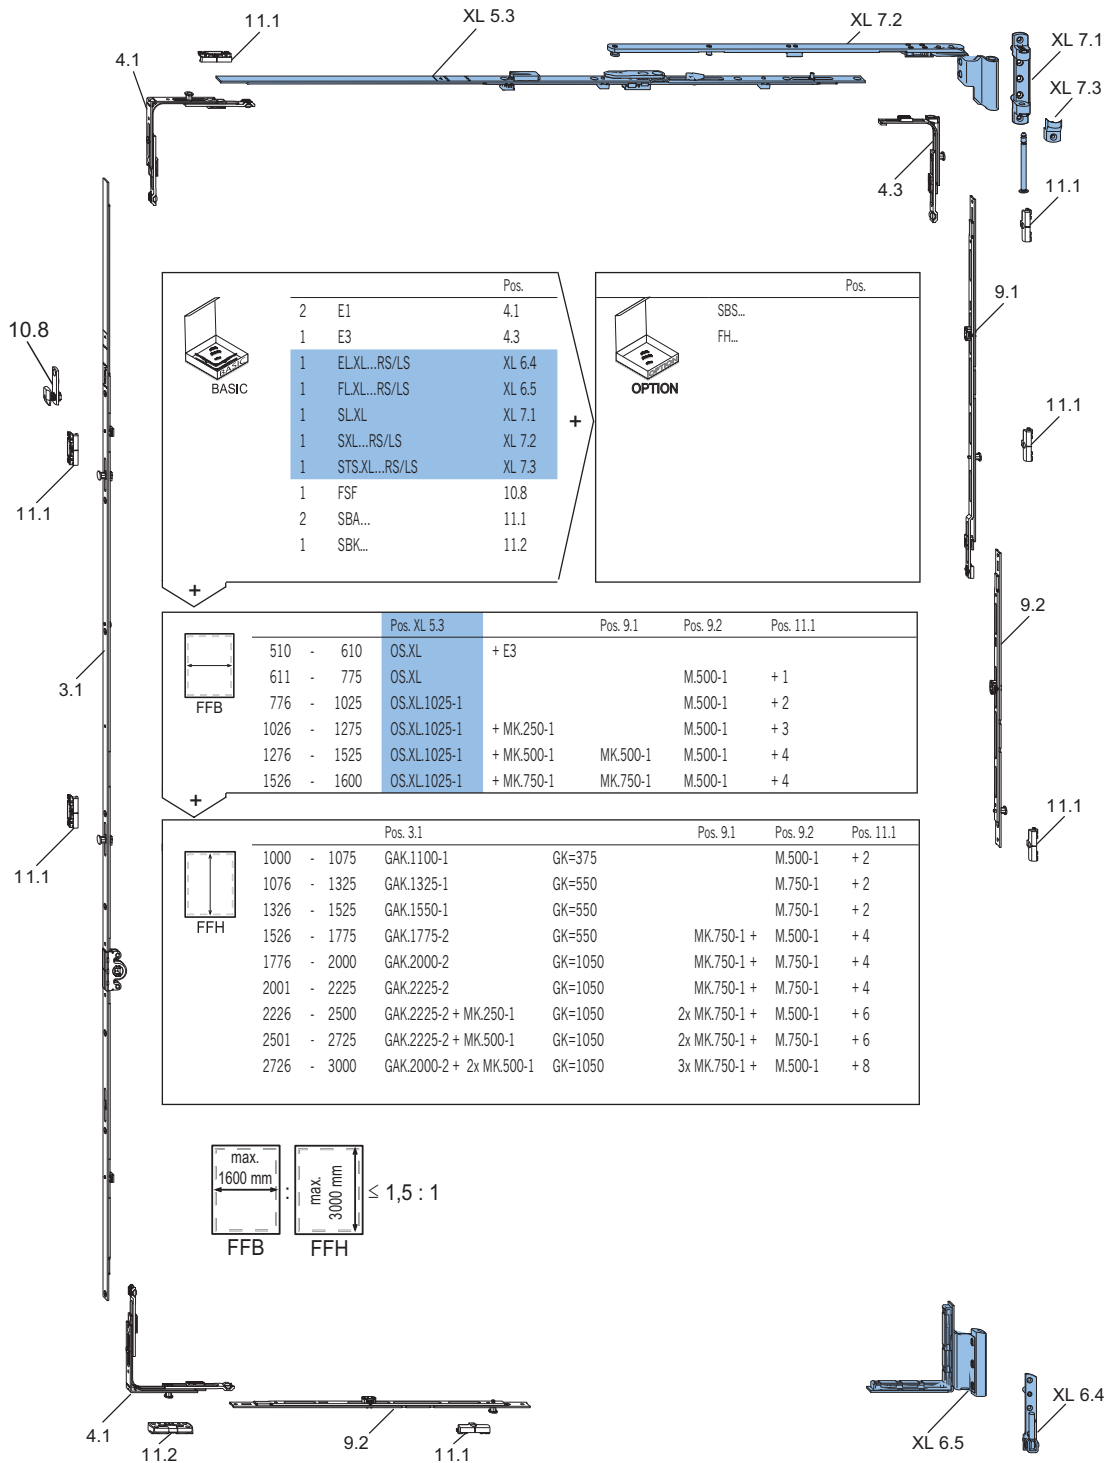 11.1
XL 5.3
XL 7.2
XL 7.1
4.1
XL 7.3
4.3
11.1
9.1
10.8
11.1
11.1
9.2
3.1
11.1
11.1
Pos.
2 E1 4.1
1 E3 4.3
1 EL.XL...RS/LS XL 6.4
1 FL.XL...RS/LS XL 6.5
1 SL.XL XL 7.1
1 SXL...RS/LS XL 7.2
1 STS.XL...RS/LS XL 7.3
1 FSF 10.8
2 SBA... 11.1
1 SBK... 11.2
BASIC
BASIC
+
+
Pos.
SBS...
FH...
OPTION
OPTION
Pos. XL 5.3 Pos. 9.1 Pos. 9.2 Pos. 11.1
510 - 610 OS.XL + E3
611 - 775 OS.XL M.500-1 + 1
776 - 1025 OS.XL.1025-1 M.500-1 + 2
1026 - 1275 OS.XL.1025-1 + MK.250-1 M.500-1 + 3
1276 - 1525 OS.XL.1025-1 + MK.500-1 MK.500-1 M.500-1 + 4
1526 - 1600 OS.XL.1025-1 + MK.750-1 MK.750-1 M.500-1 + 4
FFB
+
Pos. 3.1 Pos. 9.1 Pos. 9.2 Pos. 11.1
1000 - 1075 GAK.1100-1 GK=375 M.500-1 + 2
1076 - 1325 GAK.1325-1 GK=550 M.750-1 + 2
1326 - 1525 GAK.1550-1 GK=550 M.750-1 + 2
1526 - 1775 GAK.1775-2 GK=550 MK.750-1 + M.500-1 + 4
1776 - 2000 GAK.2000-2 GK=1050 MK.750-1 + M.750-1 + 4
2001 - 2225 GAK.2225-2 GK=1050 MK.750-1 + M.750-1 + 4
2226 - 2500 GAK.2225-2 + MK.250-1 GK=1050 2x MK.750-1 + M.500-1 + 6
2501 - 2725 GAK.2225-2 + MK.500-1 GK=1050 2x MK.750-1 + M.750-1 + 6
2726 - 3000 GAK.2000-2 + 2x MK.500-1 GK=1050 3x MK.750-1 + M.500-1 + 8
FFH
max.
1600 mm
:
max.
3000 mm
≤ 1,5 : 1
FFB
FFH
4.1
11.2
9.2
11.1
XL 6.5
XL 6.4